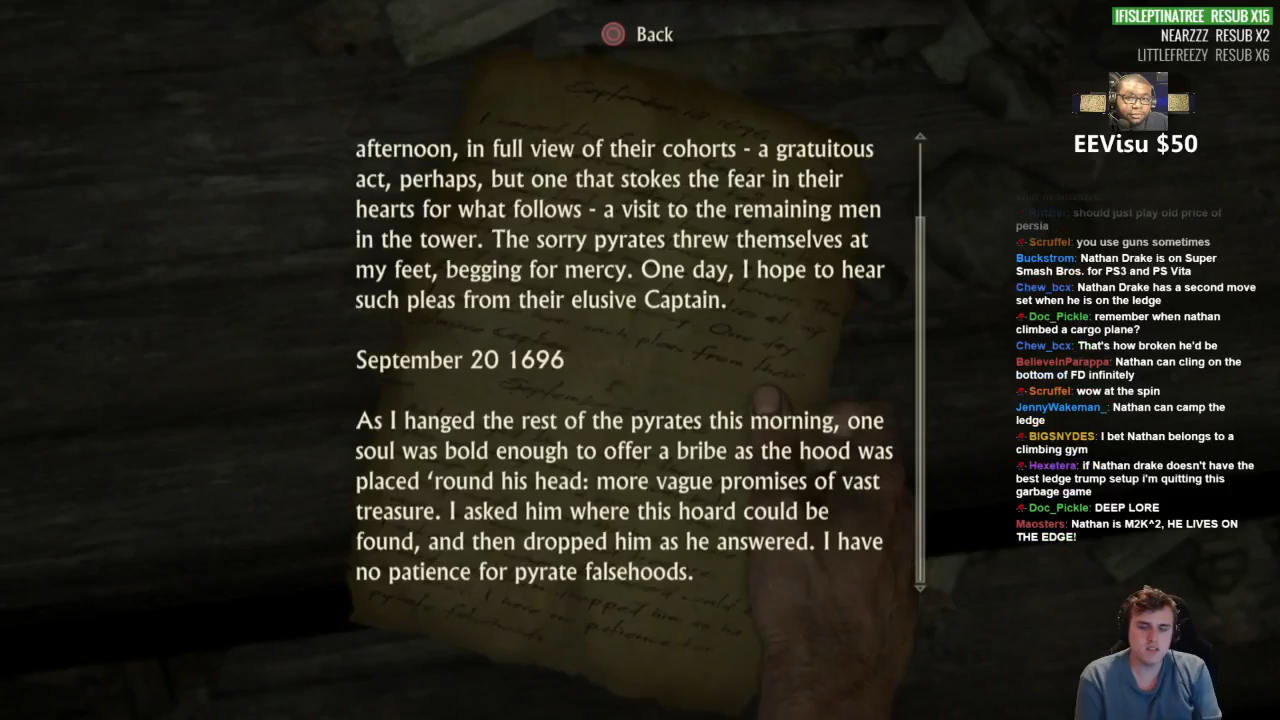 Back
afternoon, in full view of their cohorts - a gratuitous
act, perhaps, but one that stokes the fear in their
hearts for what follows - a visit to the remaining men
in the tower. The sorry pyrates threw themselves at
my feet, begging for mercy. One day, I hope to hear
such pleas from their elusive Captain.
September 20 1696
As I hanged the rest of the pyrates this morning, one
soul was bold enough to offer a bribe as the hood was
placed ‘round his head: more vague promises of vast
treasure. I asked him where this hoard could be
found, and then dropped him as he answered. I have
no patience for pyrate falsehoods.
IFISLEPTINATREE RESUB X15
NEARZZZ RESUB X2
LITTLEFREEZY RESUB X6
EEVisu $50
should just play old price of
persia
Scruffel: you use guns sometimes
Buckstrom: Nathan Drake is on Super
Smash Bros. for PS3 and PS Vita
Chew_bcx: Nathan Drake has a second move
set when he is on the ledge
Doc_Pickle: remember when nathan
climbed a cargo plane?
Chew_bcx: That's how broken he'd be
BelieveInParappa: Nathan can cling on the
bottom of FD infinitely
Scruffel: wow at the spin
JennyWakeman_: Nathan can camp the
ledge
BIGSNYDES: I bet Nathan belongs to a
climbing gym
Hexetera: if Nathan drake doesn't have the
best ledge trump setup i'm quitting this
garbage game
Doc_Pickle: DEEP LORE
Maosters: Nathan is M2K^2, HE LIVES ON
THE EDGE!